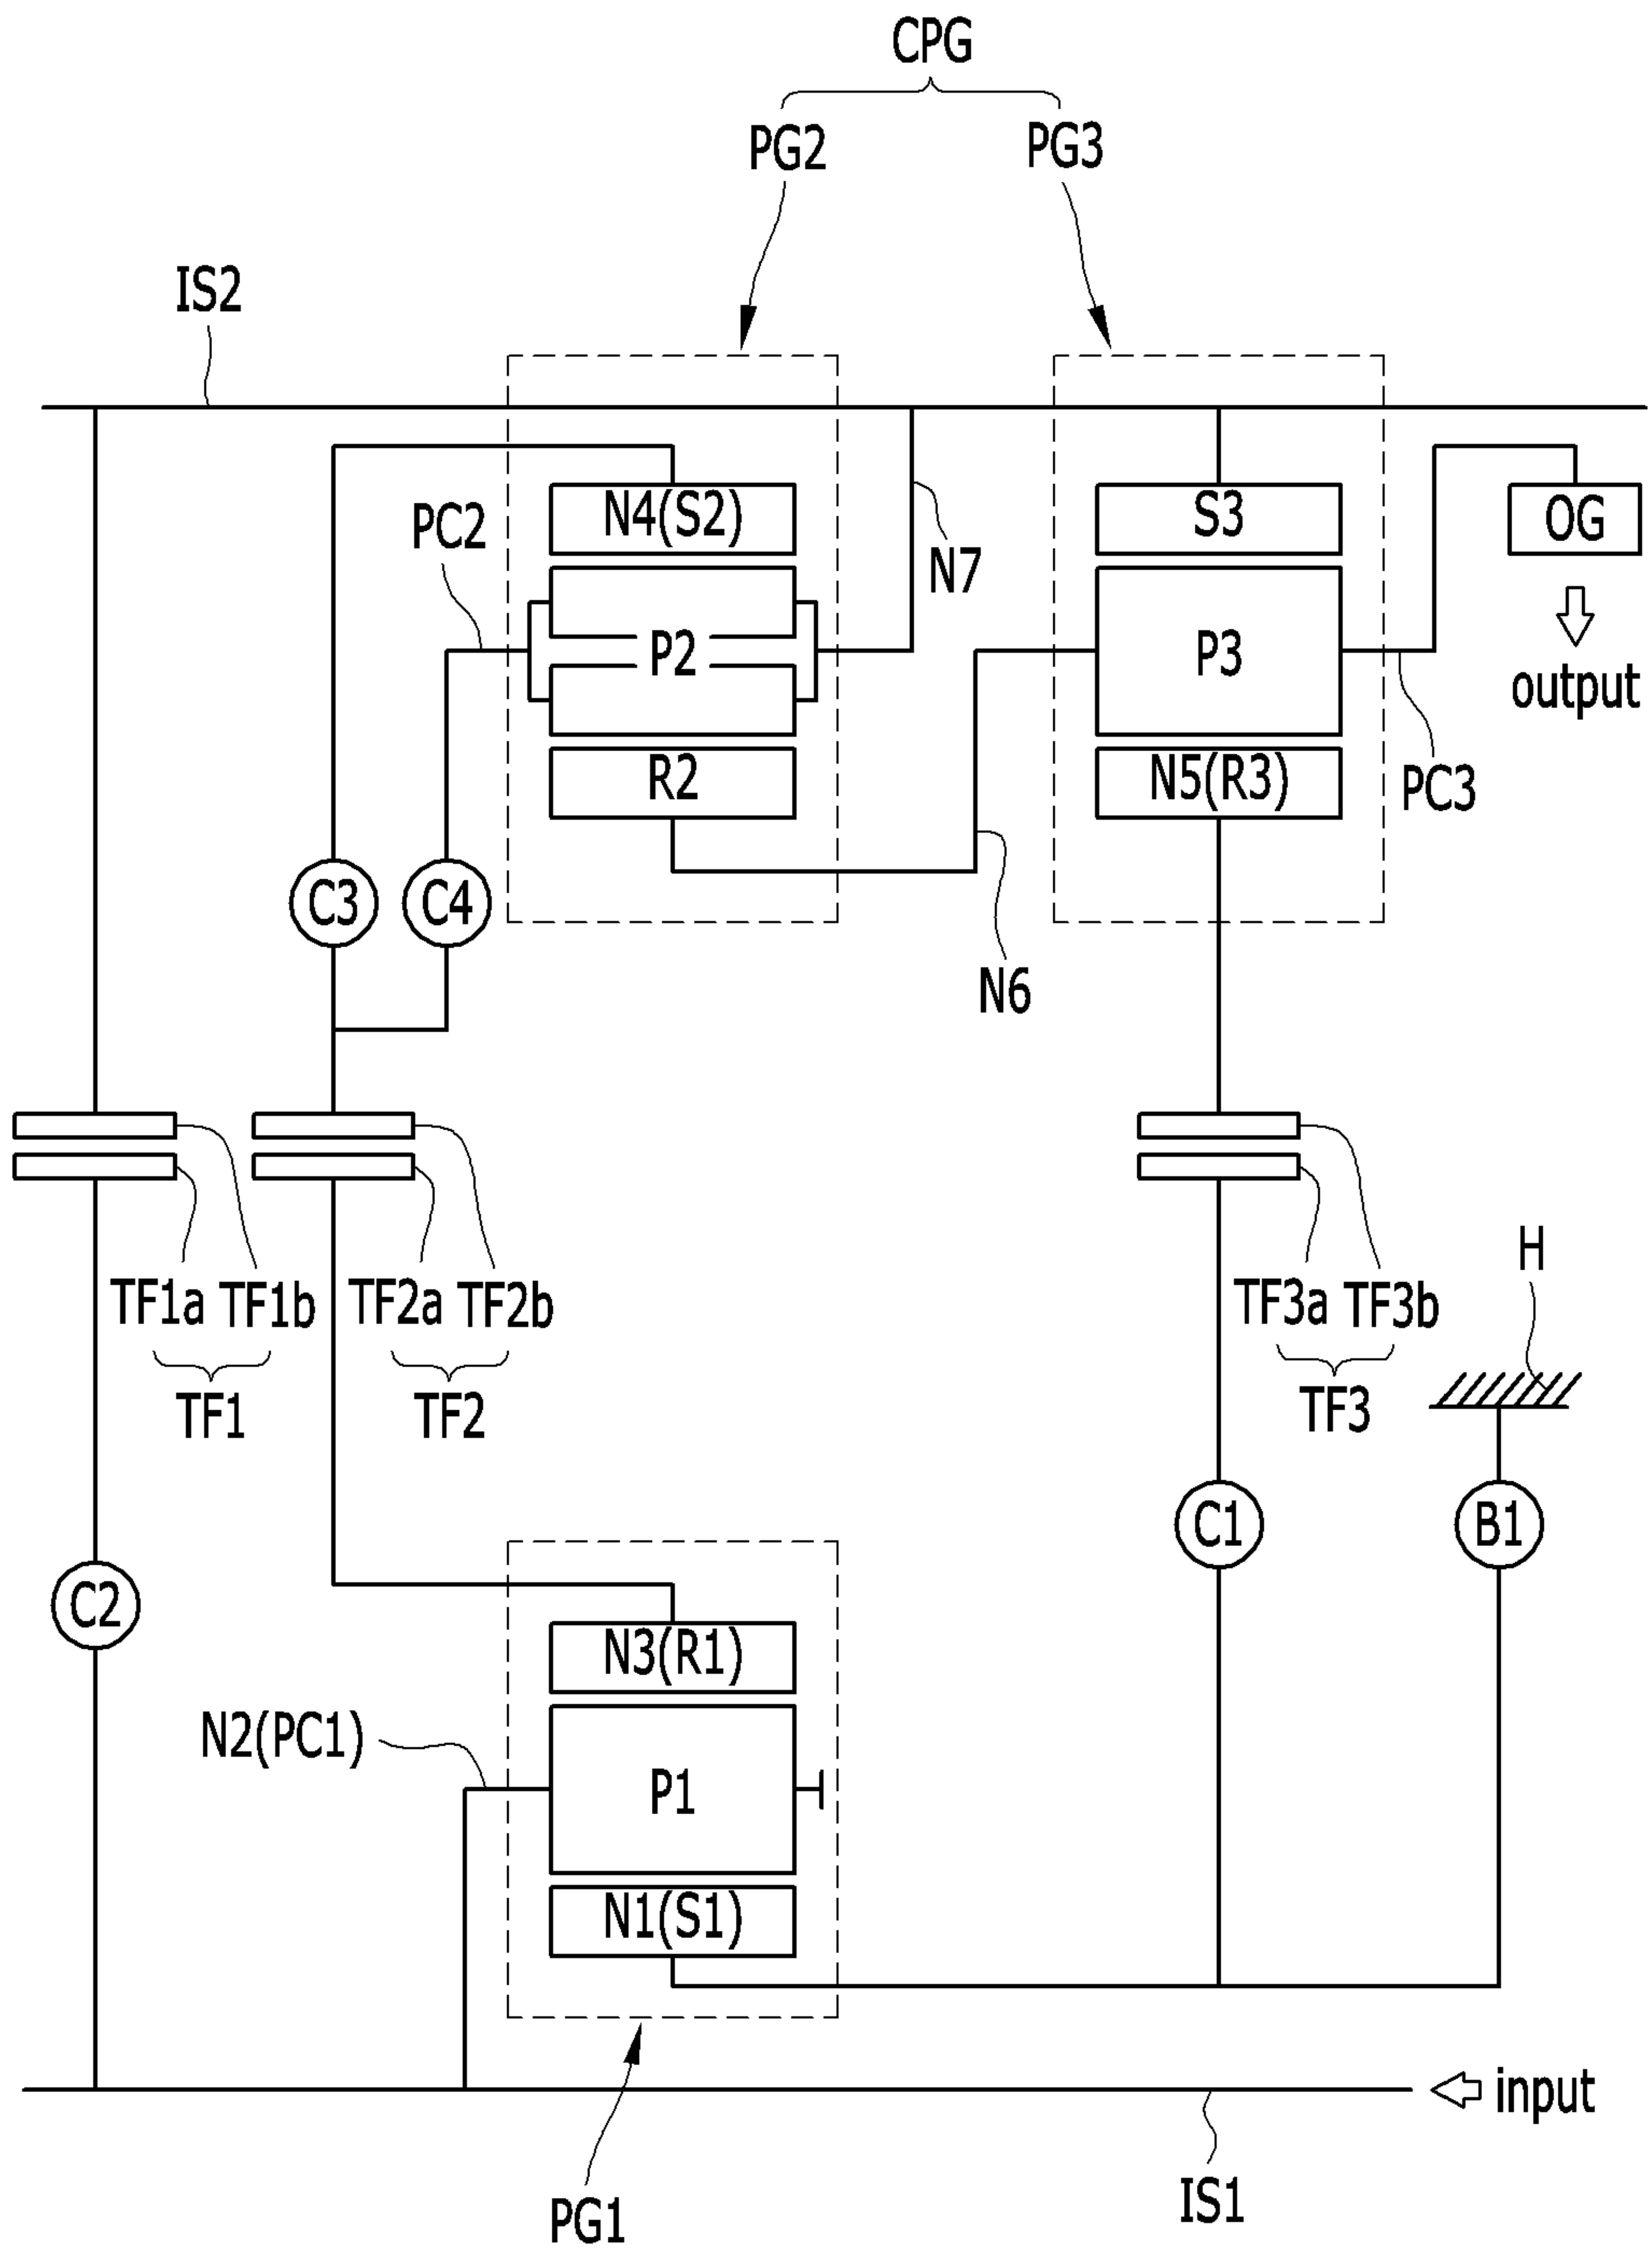 CPG
PG2
PG3
IS2
PC2
N4(S2)
N7
S3
OG
P2
P3
output
R2
N5(R3)
PC3
C3
C4
N6
TF1a
TF1b
TF2a
TF2b
TF3a
TF3b
H
TF1
TF2
TF3
C1
B1
C2
N3(R1)
N2(PC1)
P1
N1(S1)
input
PG1
IS1